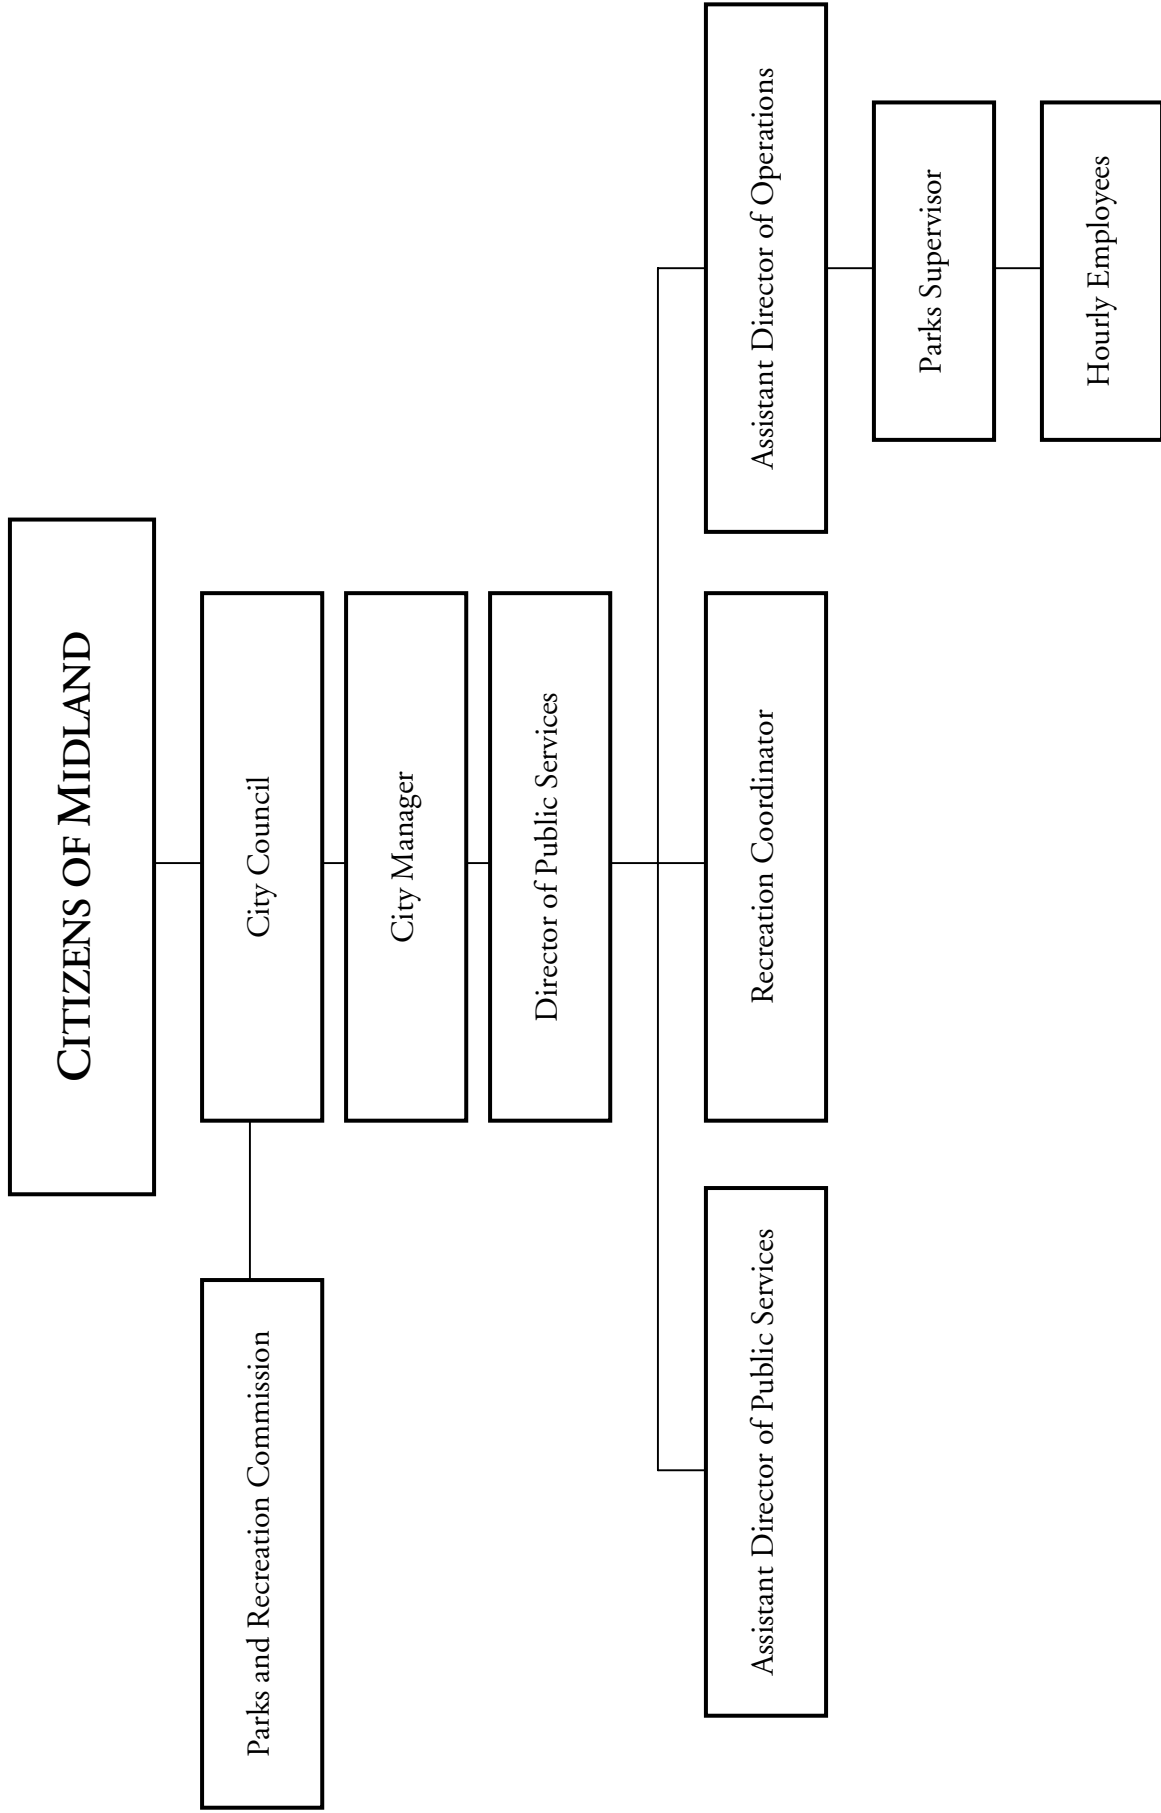 CITIZENS OF MIDLAND
Parks and Recreation Commission
City Council
City Manager
Director of Public Services
Assistant Director of Public Services
Recreation Coordinator
Assistant Director of Operations
Parks Supervisor
Hourly Employees